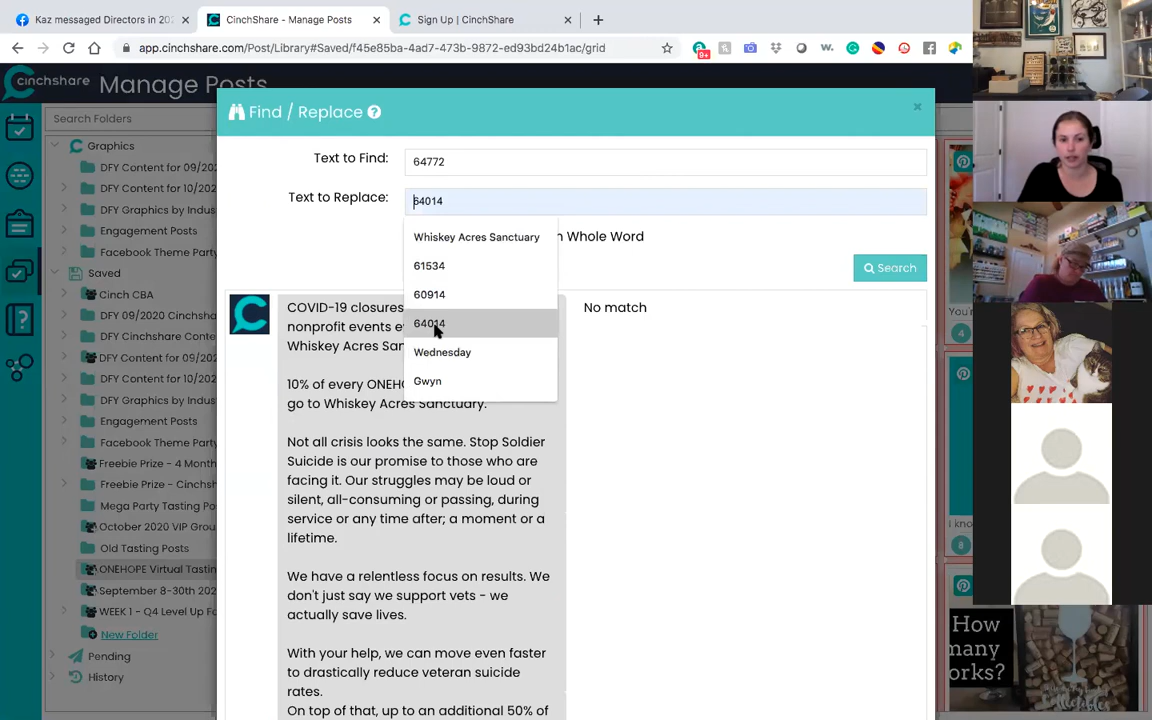 Kaz messaged Directors in 202
CinchShare - Manage Posts
Sign Up | CinchShare
app.cinchshare.com/Post/Library#Saved/f45e85ba-4ad7-473b-9872-ed93bd24b1ac/grid
9+
cinchshare
Manage Posts
Search Folders
Graphics
DFY Content for 09/202
DFY Content for 10/202
DFY Graphics by Indus
Engagement Posts
Facebook Theme Party
Saved
Cinch CBA
DFY 09/2020 Cinchsho
DFY Cinchshare Conte
DFY Content for 09/20
DFY Content for 10/202
Engagement Posts
Facebook Theme Party
Freebie Prize - 4 Month
Freebie Prize - Cinchsh
Mega Party Tasting Po
October 2020 VIP Grou
Old Tasting Posts
ONEHOPE Virtual Tastin
September 8-30th 202
WEEK 1 - Q4 Level Up Fo
New Folder
Pending
History
Find / Replace
Text to Find:
64772
Text to Replace:
64014
Whiskey Acres Sanctuary
61534
60914
64014
Wednesday
Gwyn
h Whole Word
Search
COVID-19 closures
nonprofit events e
Whiskey Acres San
10% of every ONEHO
go to Whiskey Acres Sanctuary.
Not all crisis looks the same. Stop Soldier
Suicide is our promise to those who are
facing it. Our struggles may be loud or
silent, all-consuming or passing, during
service or any time after; a moment or a
lifetime.
We have a relentless focus on results. We
don't just say we support vets - we
actually save lives.
With your help, we can move even faster
to drastically reduce veteran suicide
rates.
On top of that, up to an additional 50% of
No match
You'r
4
I kno
8
How
many
orks?